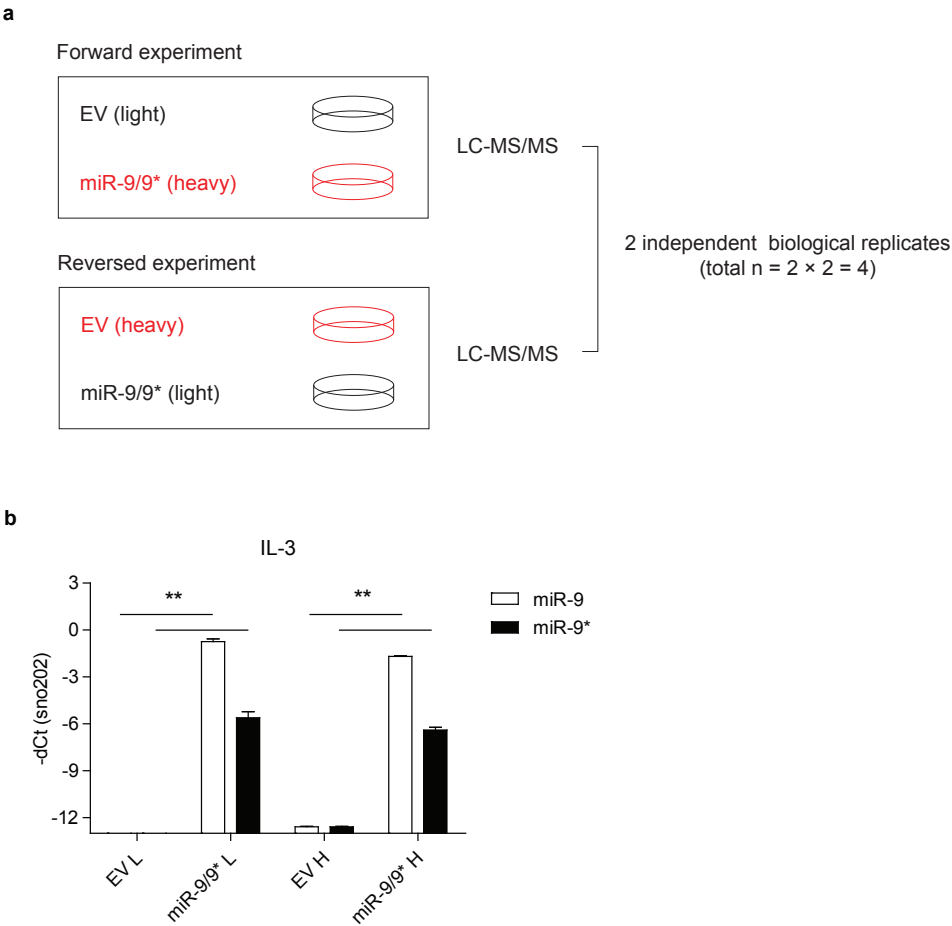 a
Forward experiment
EV (light)
miR-9/9* (heavy)
LC-MS/MS
2 independent  biological replicates
(total n = 2 × 2 = 4)
Reversed experiment
EV (heavy)
miR-9/9* (light)
LC-MS/MS
b
IL-3
-dCt (sno202)
3
0
-3
-6
-9
-12
**
**
miR-9
miR-9*
EV L
miR-9/9* L
EV H
miR-9/9* H